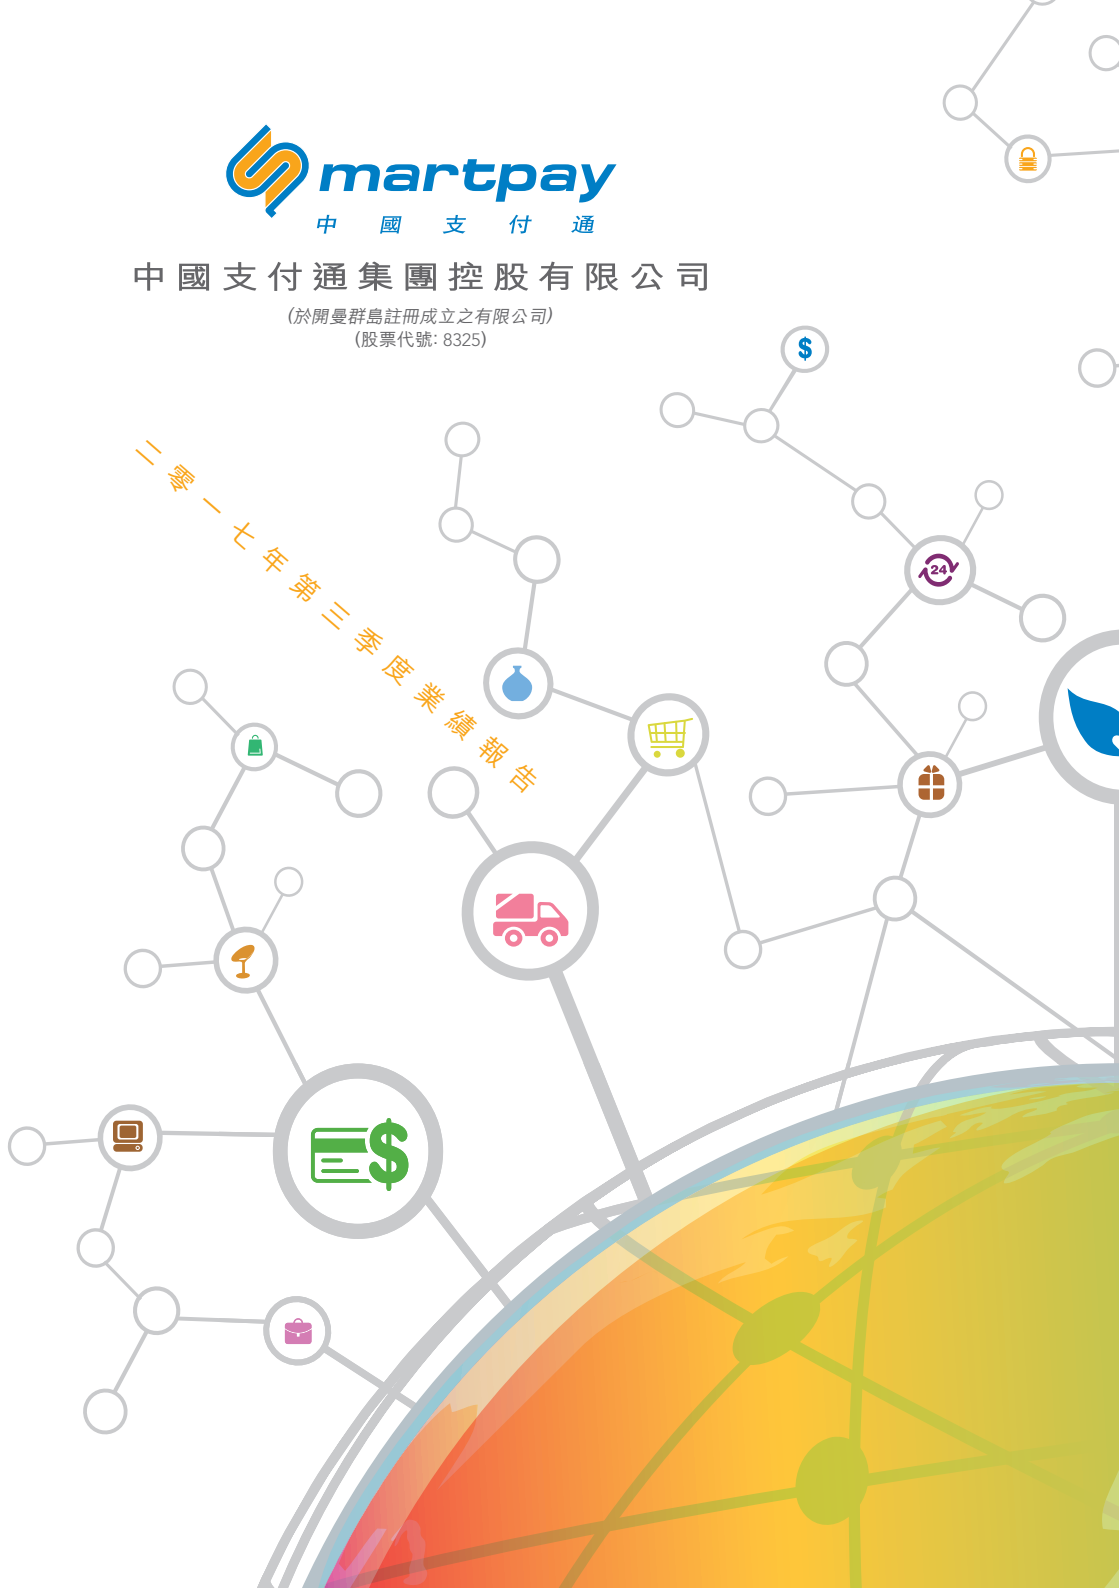 smartpay
中國支付通
中國支付通集團控股有限公司
(於開曼群島註冊成立之有限公司)
(股票代號: 8325)
$
二零一七年第三季度業績報告
24
$